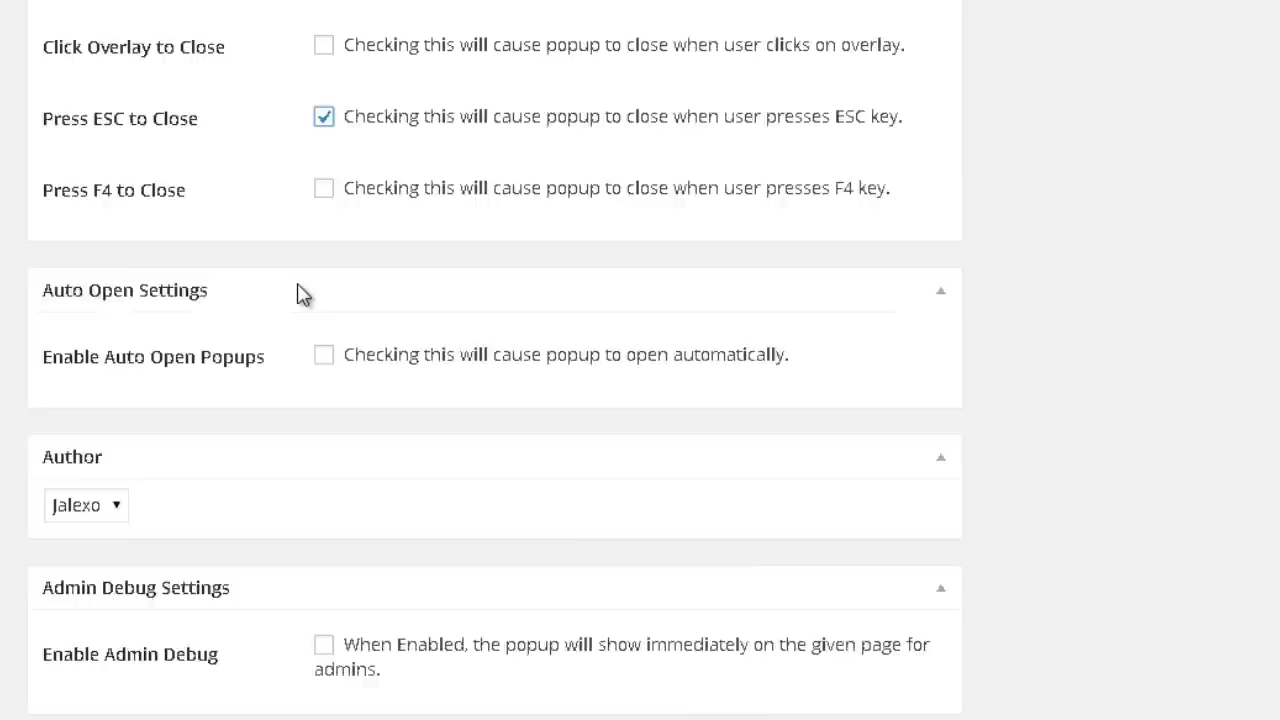 Click Overlay to Close
Checking this will cause popup to close when user clicks on overlay.
Press ESC to Close
Checking this will cause popup to close when user presses ESC key.
Press F4 to Close
Checking this will cause popup to close when user presses F4 key.
Auto Open Settings
Enable Auto Open Popups
Checking this will cause popup to open automatically.
Author
Jalexo
Admin Debug Settings
Enable Admin Debug
When Enabled, the popup will show immediately on the given page for
admins.